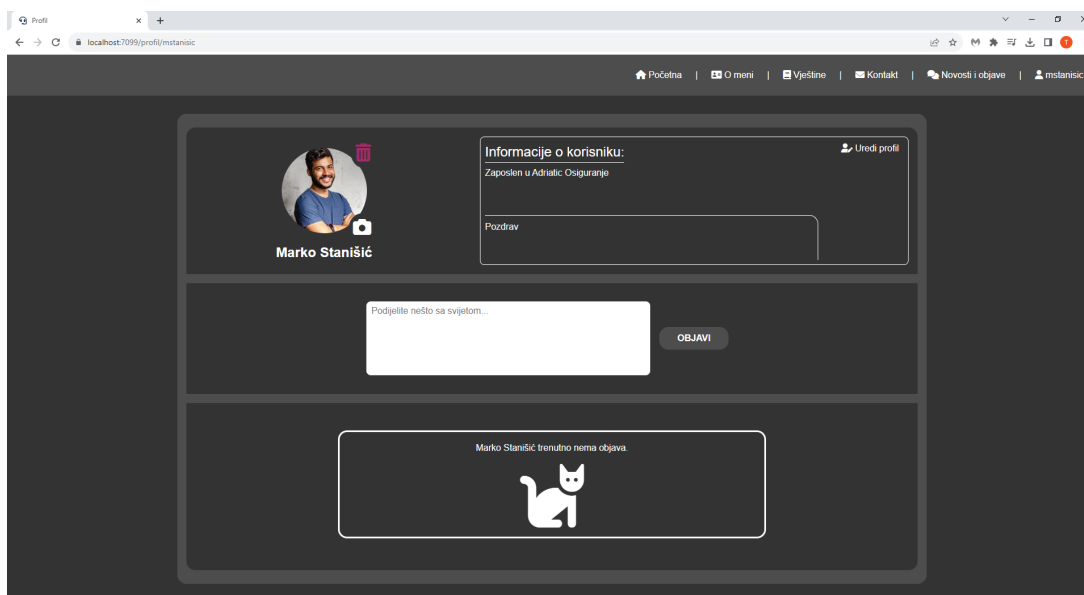 Profil
localhost:7099/profil/mstanisic
T
Početna | O meni | Vještine | Kontakt | Novosti i objave | mstanisic
Informacije o korisniku:
Uredi profil
Zaposlen u Adriatic Osiguranje
Pozdrav
Marko Stanišić
Podijelite nešto sa svijetom...
OBJAVI
Marko Stanišić trenutno nema objava.